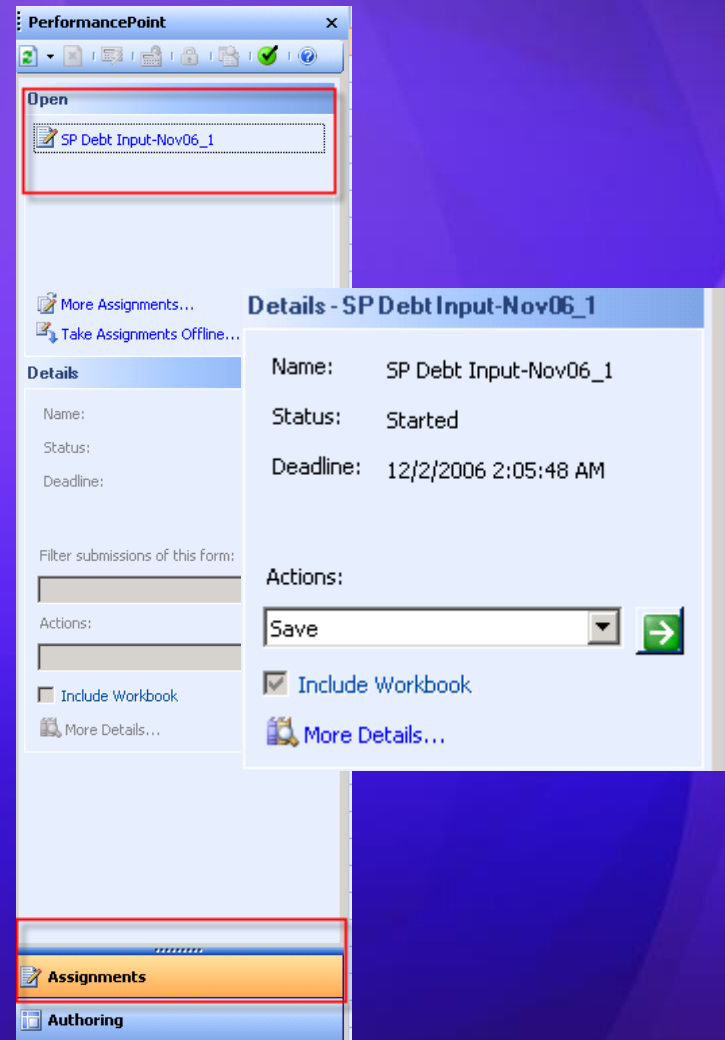 PerformancePoint
Open
SP Debt Input-Nov06_1
More Assignments...
Take Assignments Offline...
Details
Name:
Status:
Deadline:
Filter submissions of this form:
Actions:
Include Workbook
More Details...
Details - SP Debt Input-Nov06_1
Name: SP Debt Input-Nov06_1
Status: Started
Deadline: 12/2/2006 2:05:48 AM
Actions:
Save
Include Workbook
More Details...
Assignments
Authoring